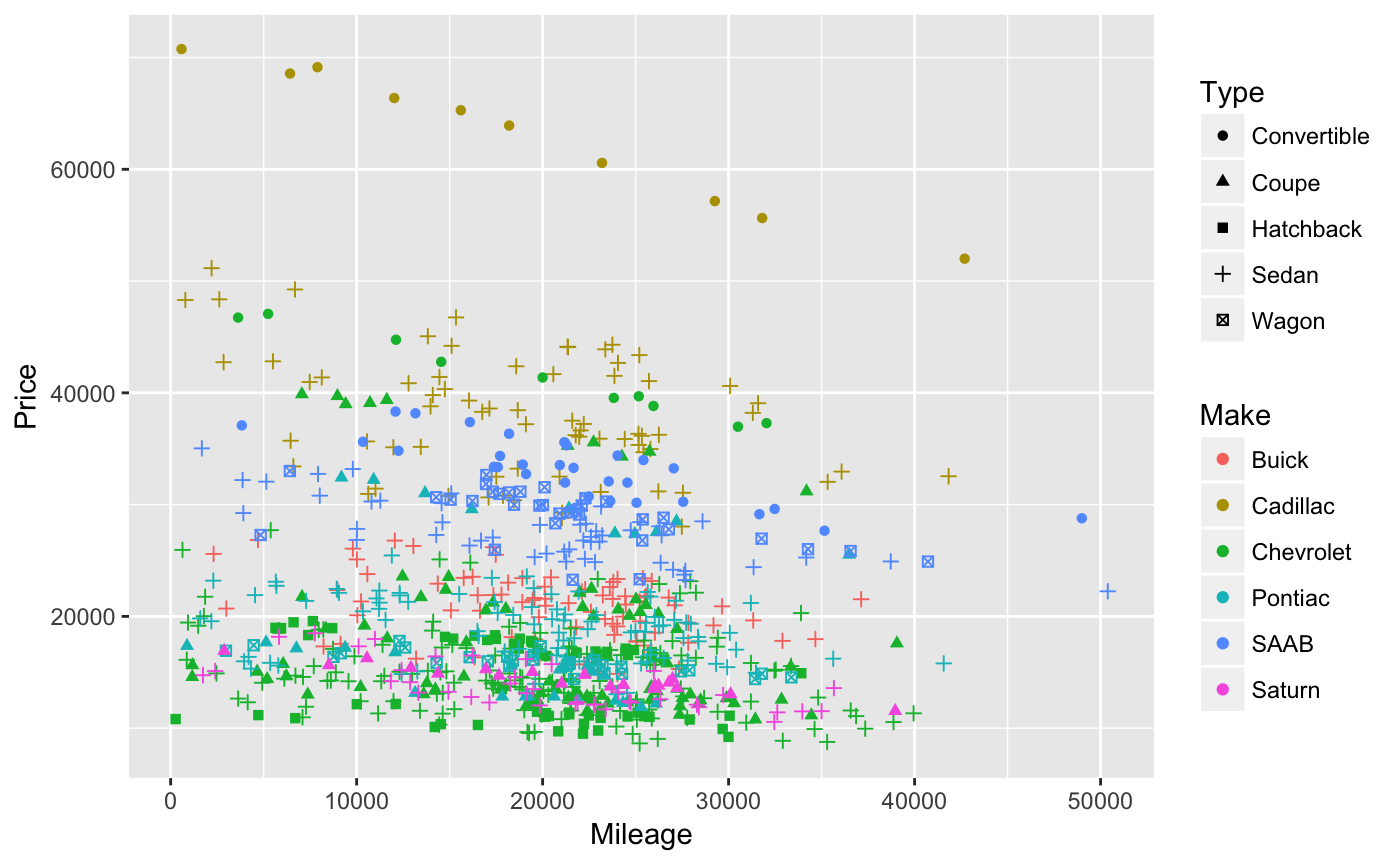 60000
40000
20000
Price
0 10000 20000 30000 40000 50000
Mileage
Type
Convertible
Coupe
Hatchback
Sedan
Wagon
Make
Buick
Cadillac
Chevrolet
Pontiac
SAAB
Saturn